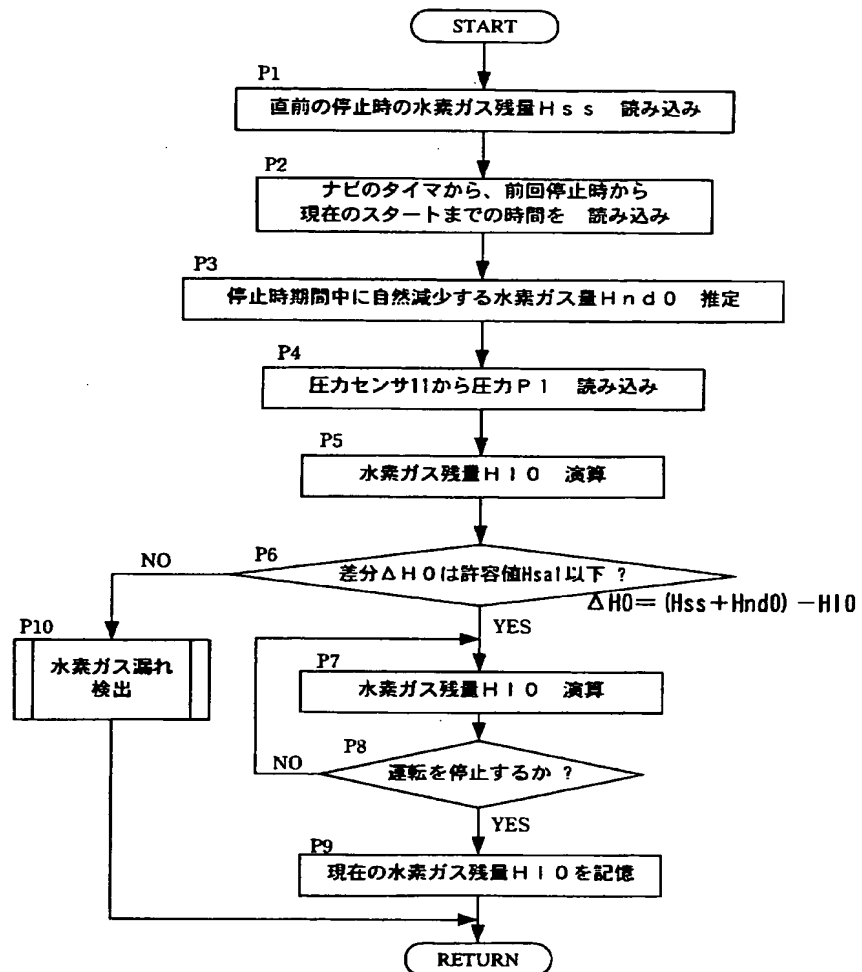 START
P1
直前の停止時の水素ガス残量Hss 読み込み
P2
ナビのタイマから、前回停止時から
現在のスタートまでの時間を 読み込み
P3
停止時期間中に自然減少する水素ガス量Hnd0 推定
P4
圧力センサ11から圧力P1 読み込み
P5
水素ガス残量Hl0 演算
P6
NO
差分ΔH0は許容値Hsal以下?
ΔH0=(Hss+Hnd0)-Hl0
YES
P10
水素ガス漏れ
検出
P7
水素ガス残量Hl0 演算
P8
NO
運転を停止するか?
YES
P9
現在の水素ガス残量Hl0を記憶
RETURN